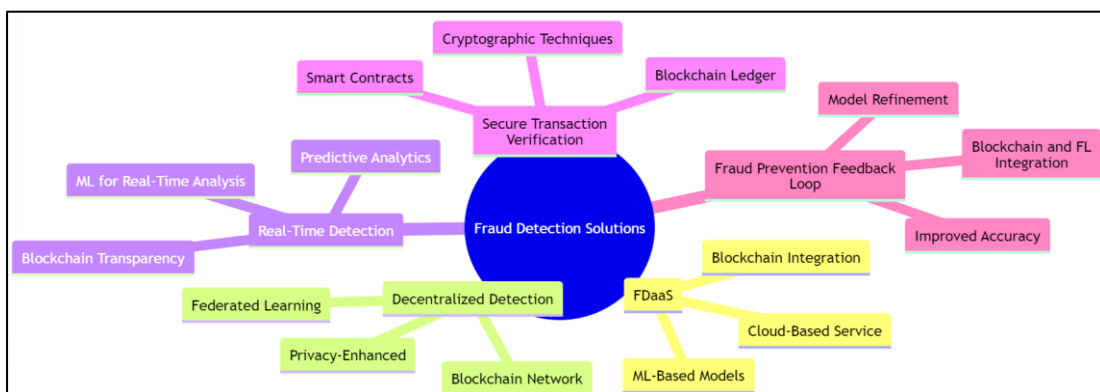 Cryptographic Techniques
Smart Contracts
Blockchain Ledger
Secure Transaction
Verification
Model Refinement
Blockchain and FL
Integration
Fraud Prevention Feedback
Loop
Improved Accuracy
Predictive Analytics
ML for Real-Time Analysis
Real-Time Detection
Blockchain Transparency
Fraud Detection Solutions
Federated Learning
Decentralized Detection
Privacy-Enhanced
Blockchain Network
Blockchain Integration
FDaaS
Cloud-Based Service
ML-Based Models